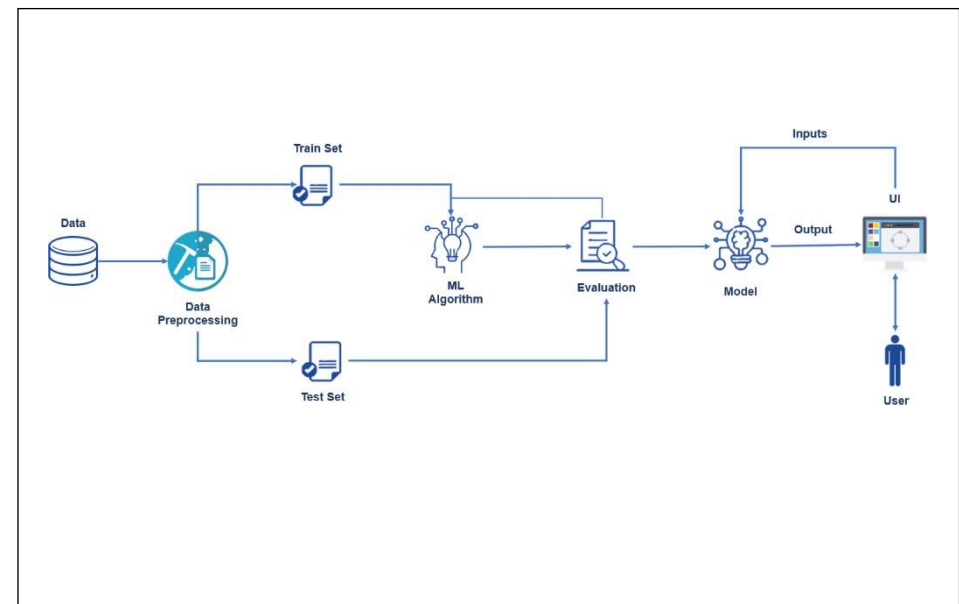 Data
Data
Preprocessing
Train Set
Test Set
ML
Algorithm
Evaluation
Model
Inputs
Output
UI
User